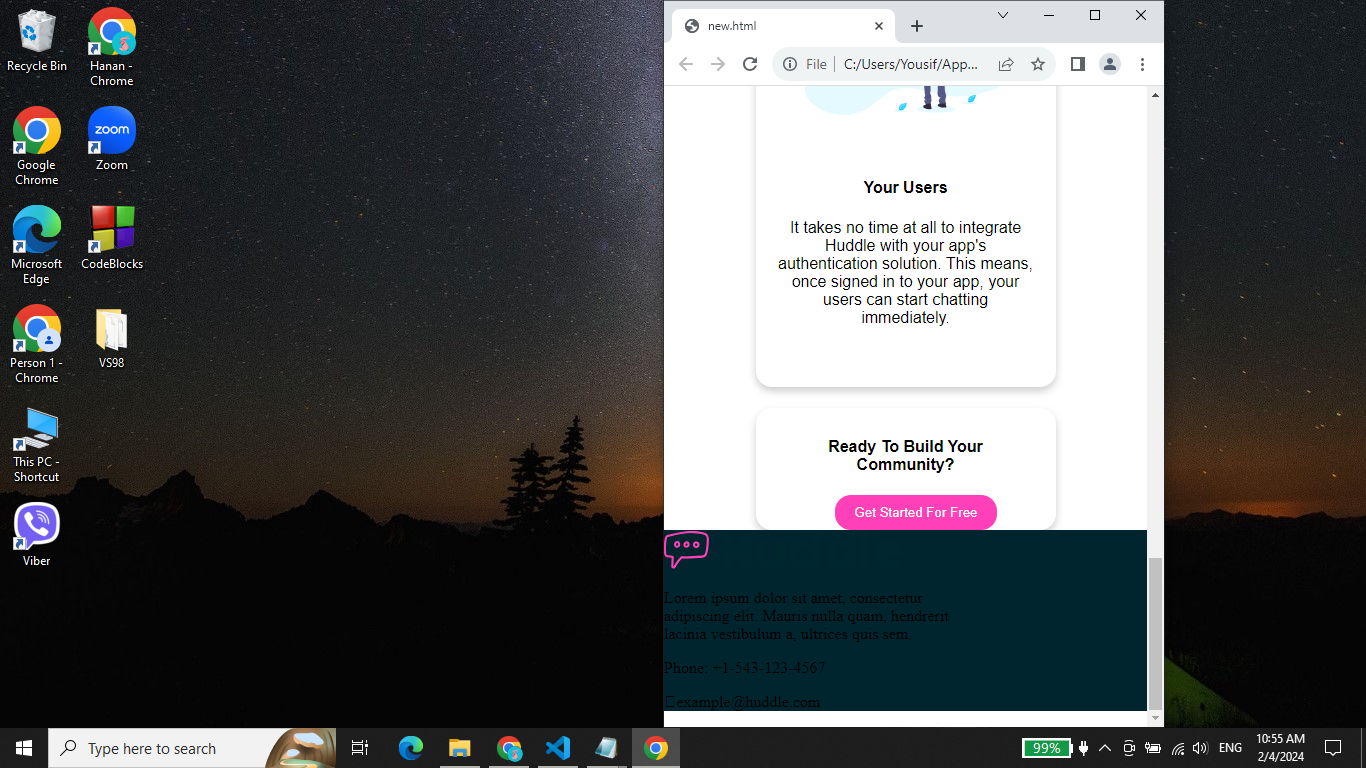 Recycle Bin
Hanan -
Chrome
Google
Chrome
zoom
Zoom
Microsoft
Edge
CodeBlocks
Person 1 -
Chrome
VS98
This PC -
Shortcut
Viber
new.html
File
C:/Users/Yousif/App...
Your Users
It takes no time at all to integrate
Huddle with your app's
authentication solution. This means,
once signed in to your app, your
users can start chatting
immediately.
Ready To Build Your
Community?
Get Started For Free
Lorem ipsum dolor sit amet, consectetur
adipiscing elit. Mauris nulla quam, hendrerit
lacinia vestibulum a, ultrices quis sem.
Phone: +1-543-123-4567
example@huddle.com
Type here to search
99%
ENG
10:55 AM
2/4/2024